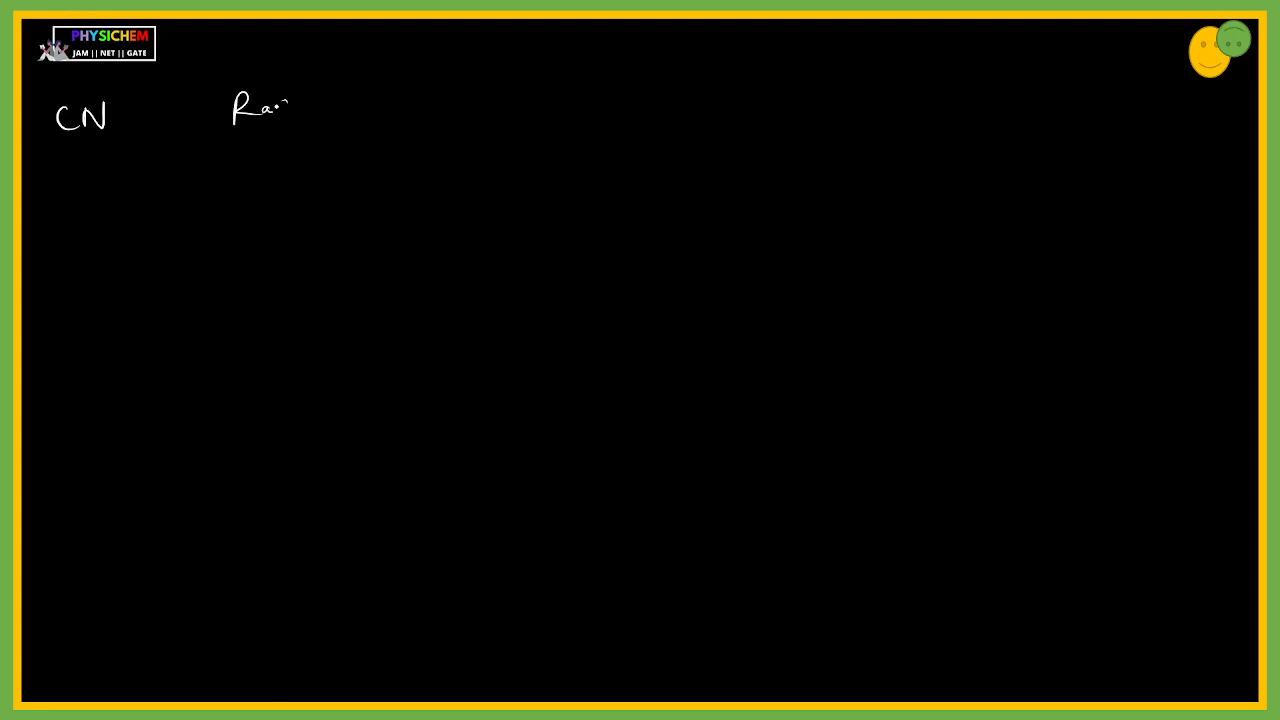 PHYSICHEM
JAM || NET || GATE
CN